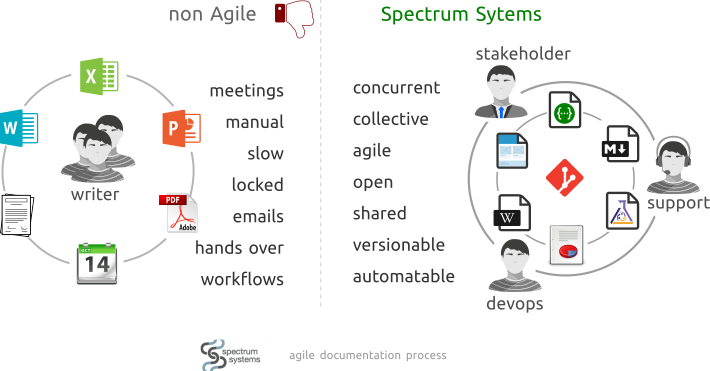 non Agile
Spectrum Sytems
X
W
P
writer
PDF
Adobe
OCT
14
meetings
manual
slow
locked
emails
hands over
workflows
concurrent
collective
agile
open
shared
versionable
automatable
stakeholder
{··}
M
W
support
devops
spectrum
systems
agile documentation process